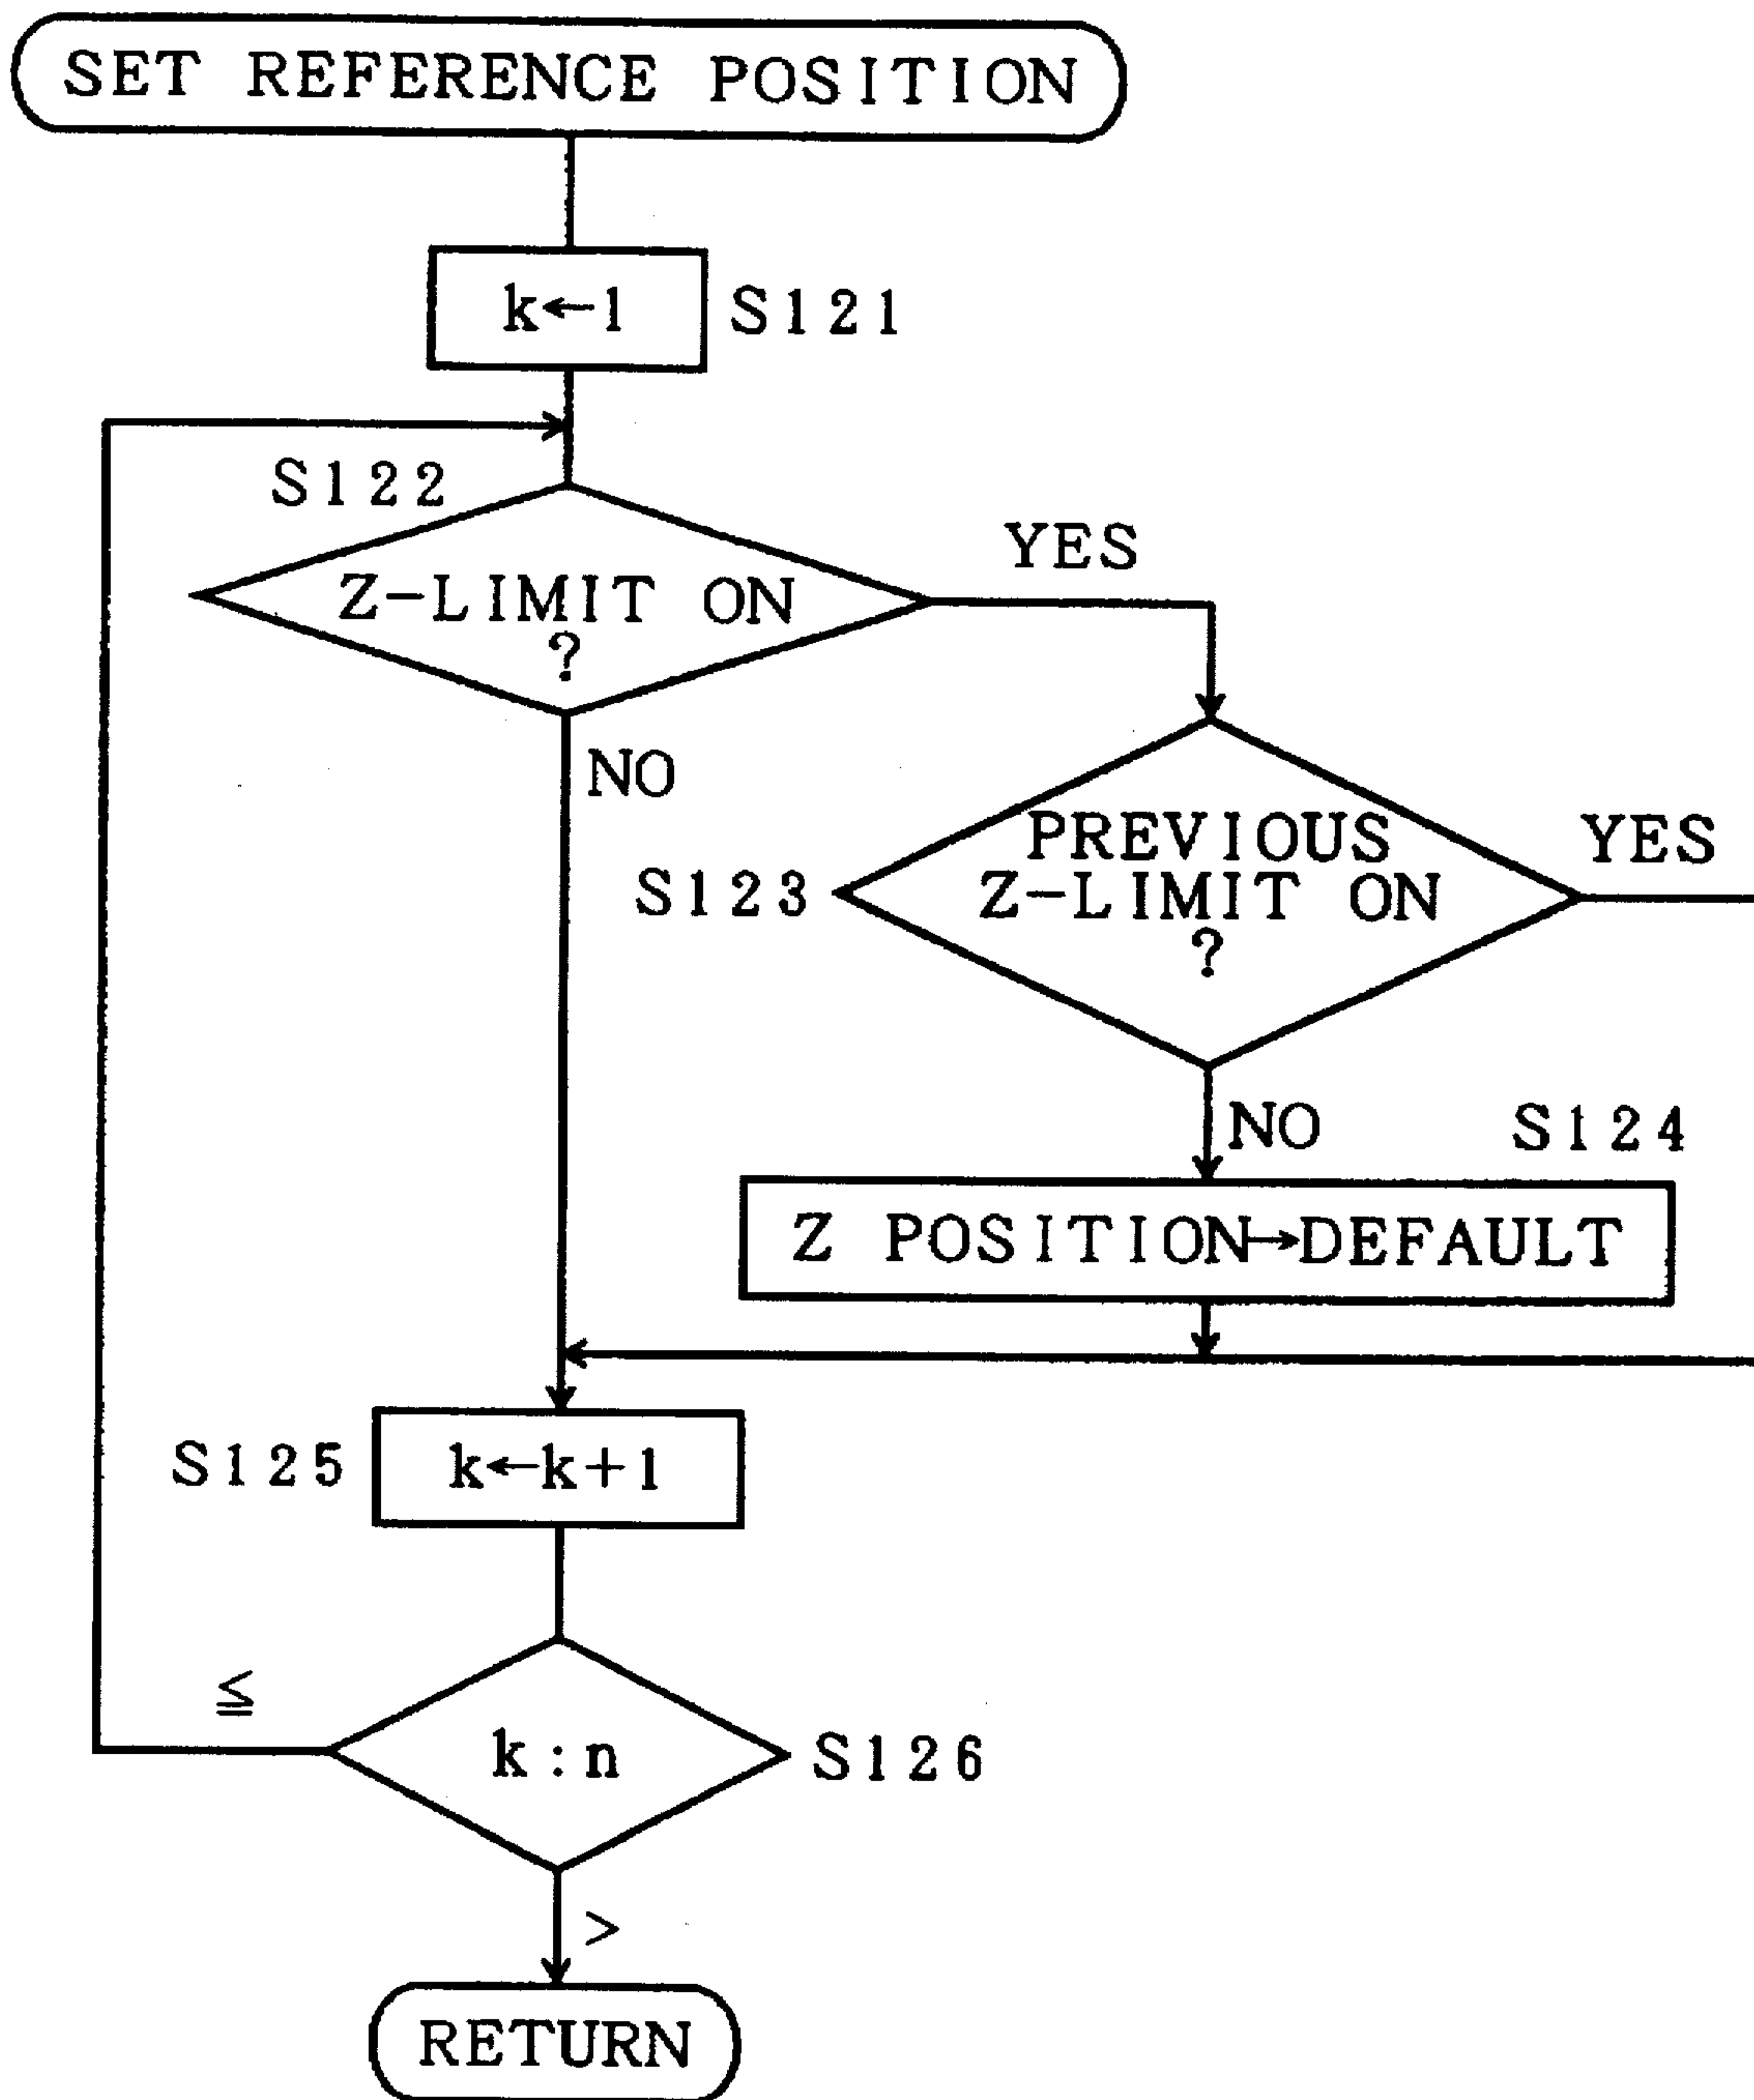 SET REFERENCE POSITION
k←1
S121
S122
YES
Z-LIMIT ON
?
NO
PREVIOUS
YES
S123
Z-LIMIT ON
?
NO
S124
Z POSITION→DEFAULT
S125
k←k+1
≦
k:n
S126
>
RETURN